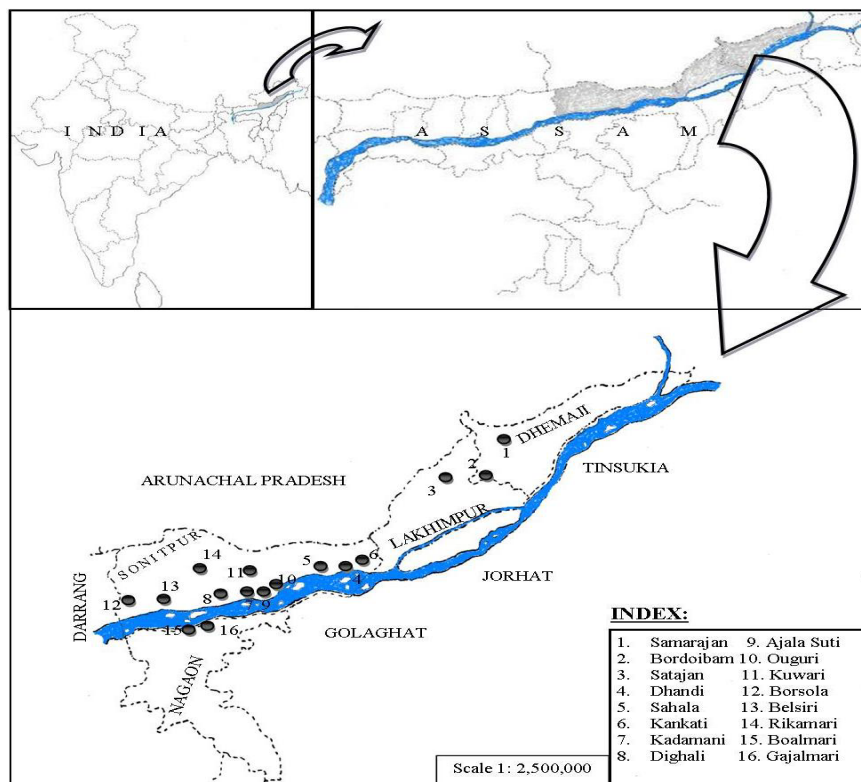 I N D I A
A S S A M
DHEMAJI
1
2
TINSUKIA
3
ARUNACHAL PRADESH
LAKHIMPUR
SONITPUR
14
11
5
6
4
10
JORHAT
DARRANG
12
13
8
9
15
16
GOLAGHAT
NAGAON
INDEX:
1. Samarajan 9. Ajala Suti
2. Bordoibam 10. Ouguri
3. Satajan 11. Kuwari
4. Dhandi 12. Borsola
5. Sahala 13. Belsiri
6. Kankati 14. Rikamari
7. Kadamani 15. Boalmari
8. Dighali 16. Gajalmari
Scale 1: 2,500,000